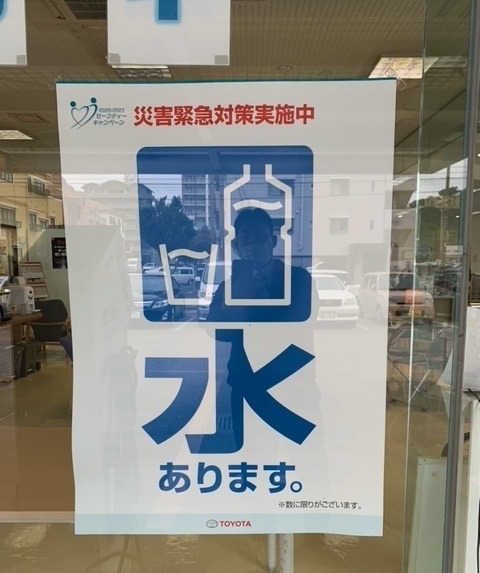 2020-2021
セーフティー
キャンペーン
災害緊急対策実施中
水
あります。
※数に限りがございます。
TOYOTA